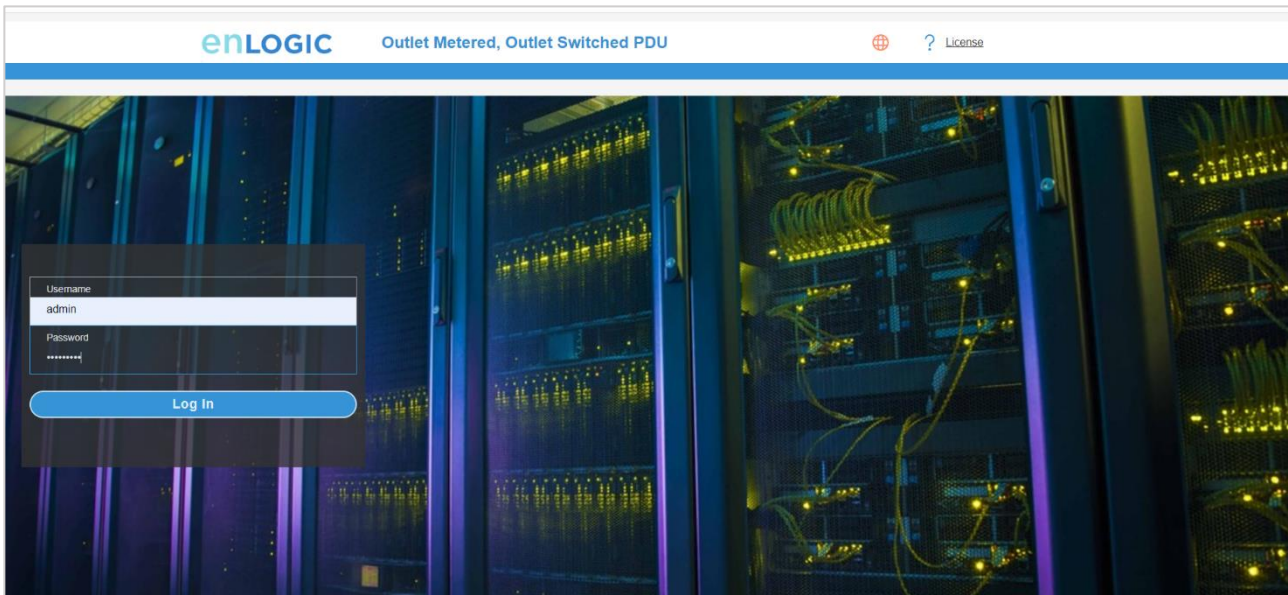 enLOGIC
Outlet Metered, Outlet Switched PDU
? License
Username
admin
Password
•••••••••
Log In